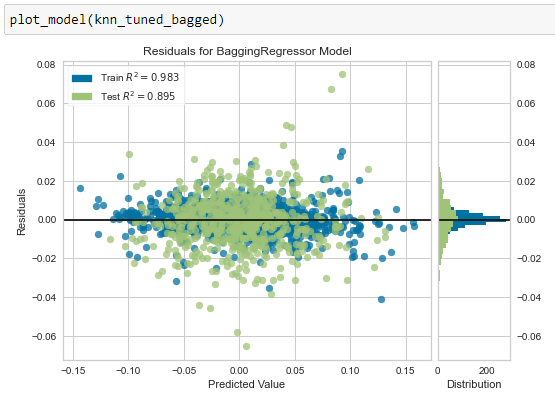 plot_model(knn_tuned_bagged)
Residuals for BaggingRegressor Model
Train R² = 0.983
Test R² = 0.895
Residuals
0.08
0.06
0.04
0.02
0.00
−0.02
−0.04
−0.06
−0.15 −0.10 −0.05 0.00 0.05 0.10 0.15
Predicted Value
0.08
0.06
0.04
0.02
0.00
−0.02
−0.04
−0.06
0 200
Distribution